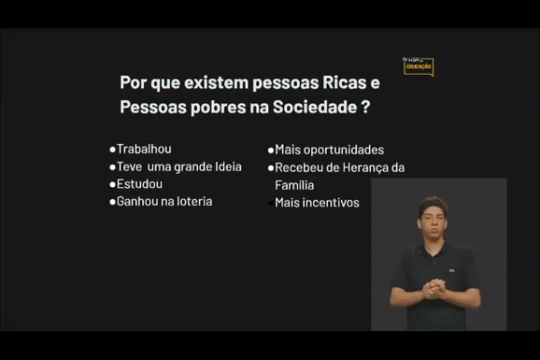 Por que existem pessoas Ricas e
Pessoas pobres na Sociedade ?
●Trabalhou
●Teve uma grande Ideia
●Estudou
●Ganhou na loteria
●Mais oportunidades
●Recebeu de Herança da
Família
●Mais incentivos
EDUCAÇÃO